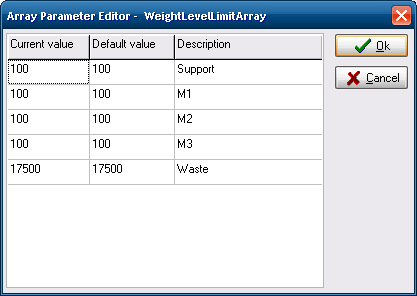 Array Parameter Editor -  WeightLevelLimitArray
Current value Default value Description
100 100 Support
100 100 M1
100 100 M2
100 100 M3
17500 17500 Waste
Ok
Cancel